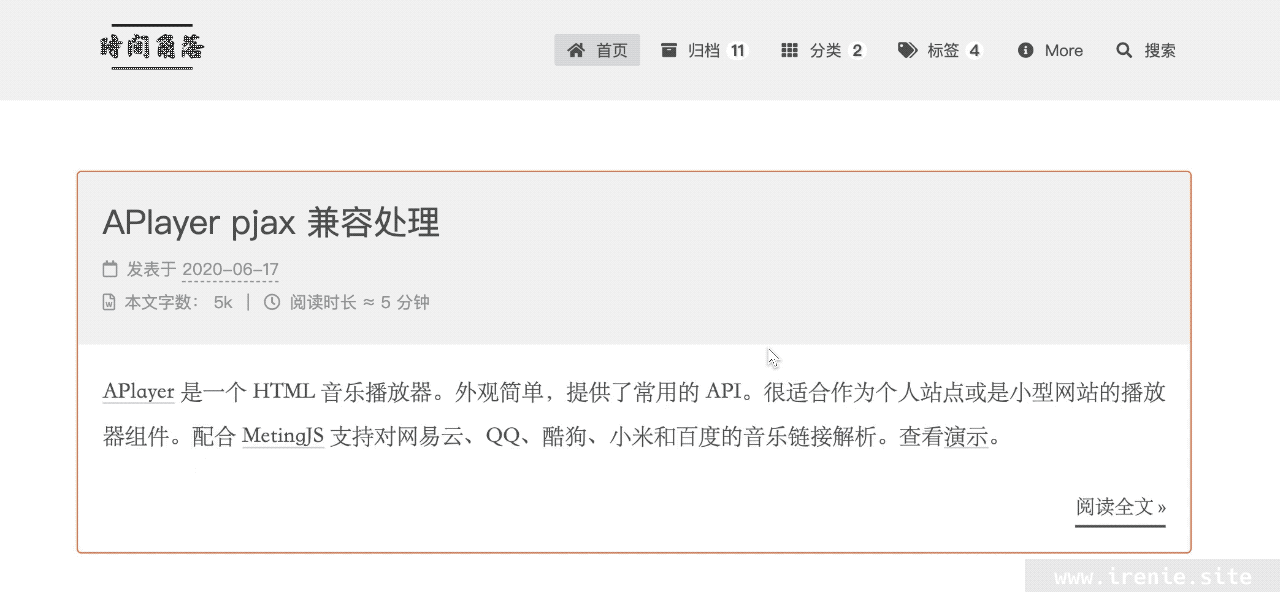 时间角落
首页 归档 11 分类 2 标签 4 More 搜索
APlayer pjax 兼容处理
发表于 2020-06-17
本文字数： 5k | 阅读时长 ≈ 5 分钟
APlayer 是一个 HTML 音乐播放器。外观简单，提供了常用的 API。很适合作为个人站点或是小型网站的播放
器组件。配合 MetingJS 支持对网易云、QQ、酷狗、小米和百度的音乐链接解析。查看演示。
阅读全文 »
www.irenie.site